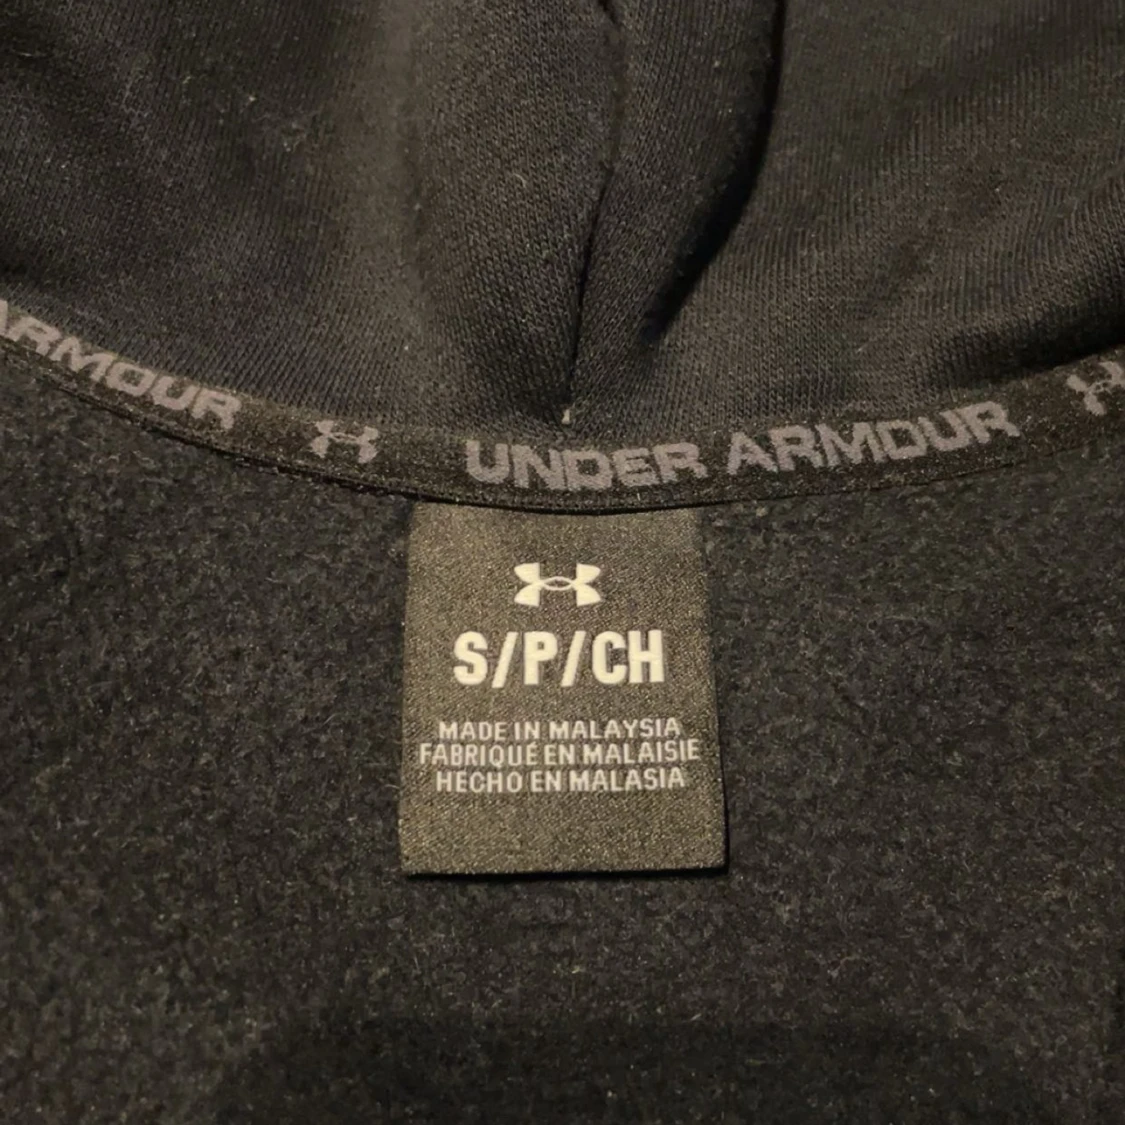 ARMOUR UNDER ARMOUR
S/P/CH
MADE IN MALAYSIA
FABRIQUÉ EN MALAISIE
HECHO EN MALASIA